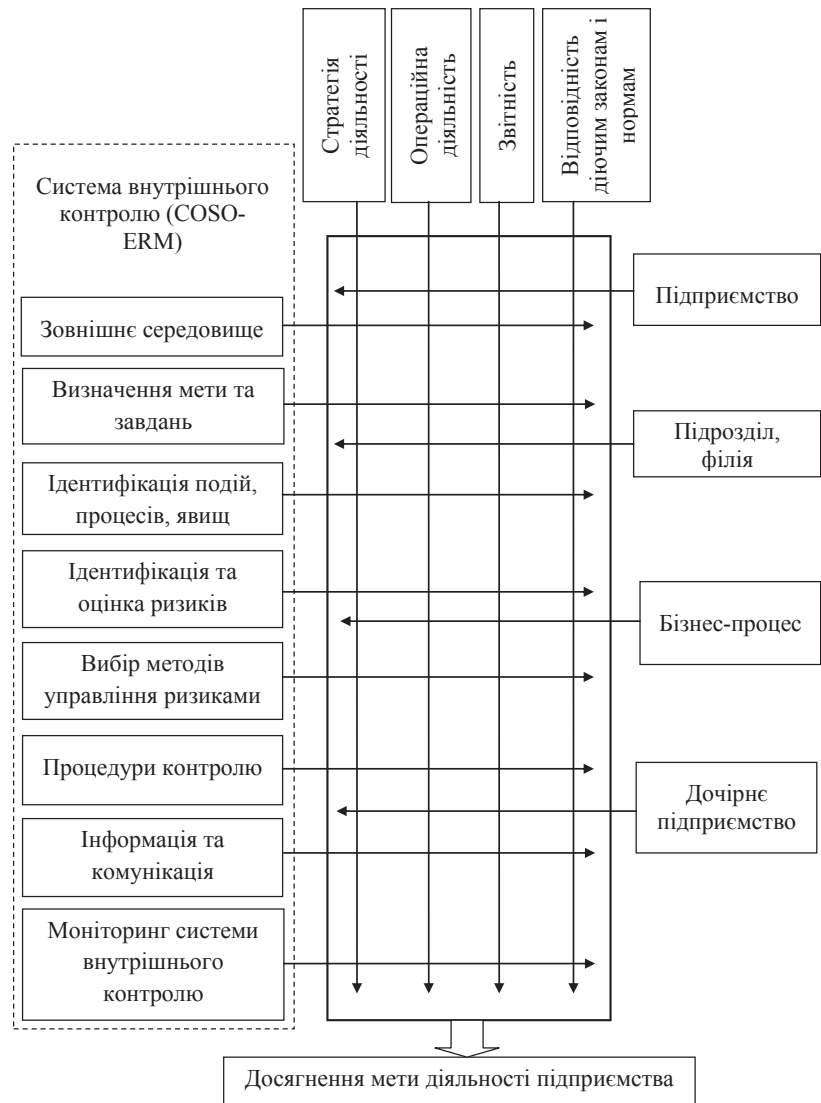 Стратегія
діяльності
Операційна
діяльність
Звітність
Відповідність
діючим законам і
нормам
Система внутрішнього
контролю (COSO-
ERM)
Зовнішнє середовище
Визначення мети та
завдань
Ідентифікація подій,
процесів, явищ
Ідентифікація та
оцінка ризиків
Вибір методів
управління ризиками
Процедури контролю
Інформація та
комунікація
Моніторинг системи
внутрішнього
контролю
Підприємство
Підрозділ,
філія
Бізнес-процес
Дочірнє
підприємство
Досягнення мети діяльності підприємства